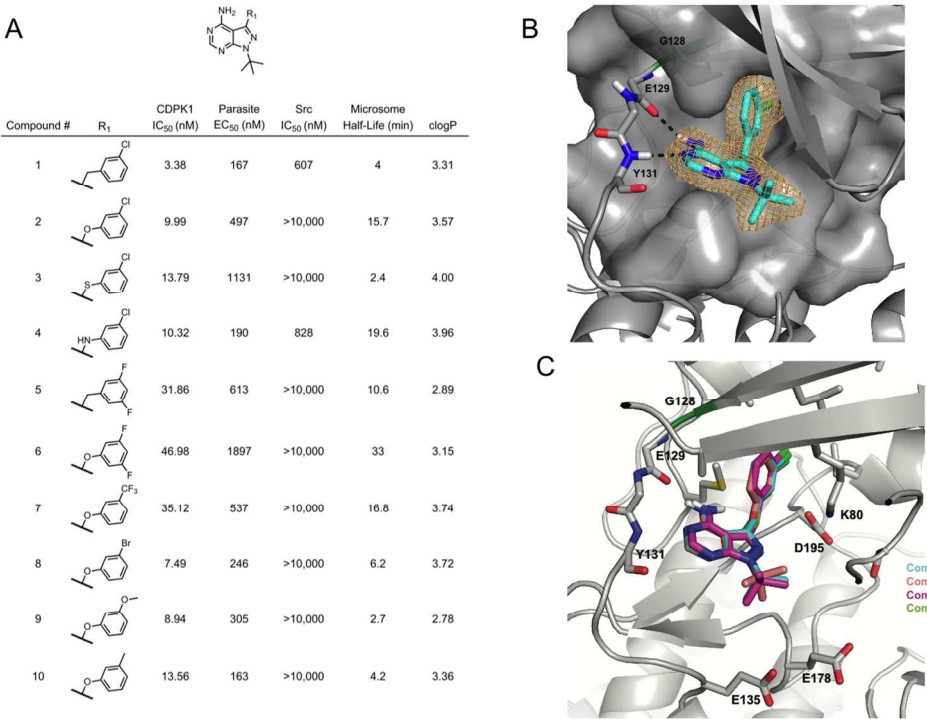 A
NH₂
R₁
N
N
N
N
CDPK1 Parasite Src Microsome
Compound # R₁ IC₅₀ (nM) EC₅₀ (nM) IC₅₀ (nM) Half-Life (min) clogP
1 Cl 3.38 167 607 4 3.31
2 O Cl 9.99 497 >10,000 15.7 3.57
3 S Cl 13.79 1131 >10,000 2.4 4.00
4 HN Cl 10.32 190 828 19.6 3.96
5 F F 31.86 613 >10,000 10.6 2.89
6 O F F 46.98 1897 >10,000 33 3.15
7 O CF₃ 35.12 537 >10,000 16.8 3.74
8 O Br 7.49 246 >10,000 6.2 3.72
9 O O 8.94 305 >10,000 2.7 2.78
10 O 13.56 163 >10,000 4.2 3.36
B
G128
E129
Y131
C
G128
E129
Y131
K80
D195
Com
Com
Com
Com
E178
E135